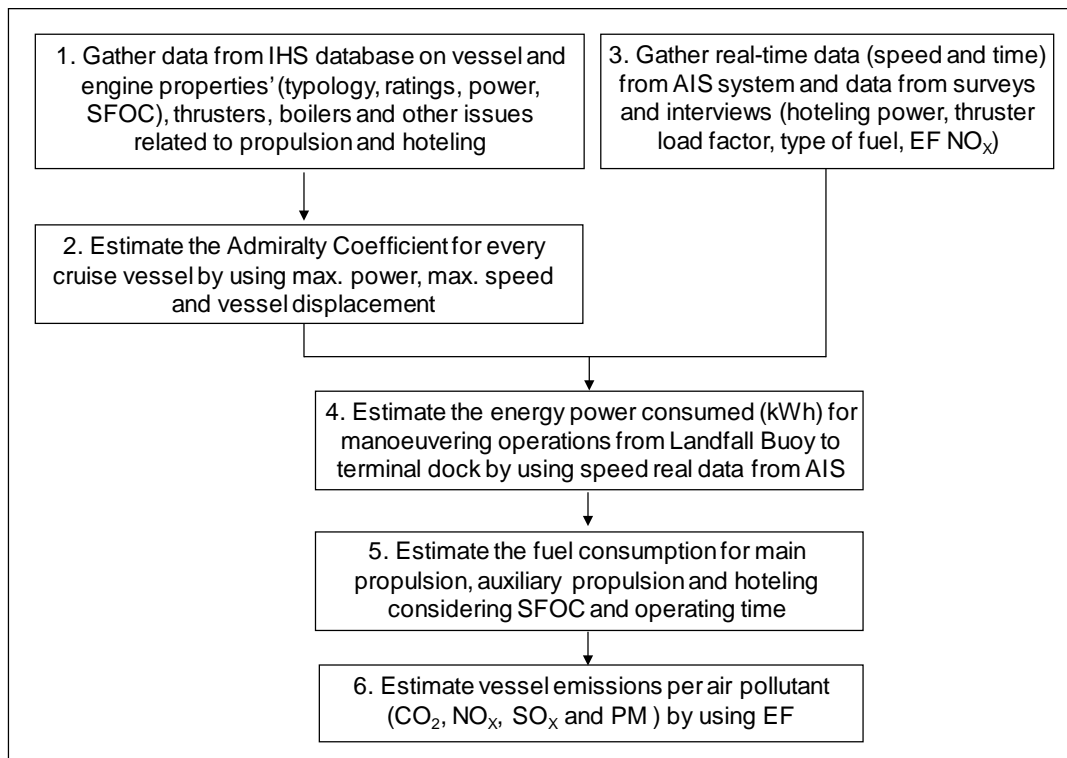 1. Gather data from IHS database on vessel and
engine properties’ (typology, ratings, power,
SFOC), thrusters, boilers and other issues
related to propulsion and hoteling
3. Gather real-time data (speed and time)
from AIS system and data from surveys
and interviews (hoteling power, thruster
load factor, type of fuel, EF NOX)
2. Estimate the Admiralty Coefficient for every
cruise vessel by using max. power, max. speed
and vessel displacement
4. Estimate the energy power consumed (kWh) for
manoeuvering operations from Landfall Buoy to
terminal dock by using speed real data from AIS
5. Estimate the fuel consumption for main
propulsion, auxiliary propulsion and hoteling
considering SFOC and operating time
6. Estimate vessel emissions per air pollutant
(CO2, NOX, SOX and PM ) by using EF